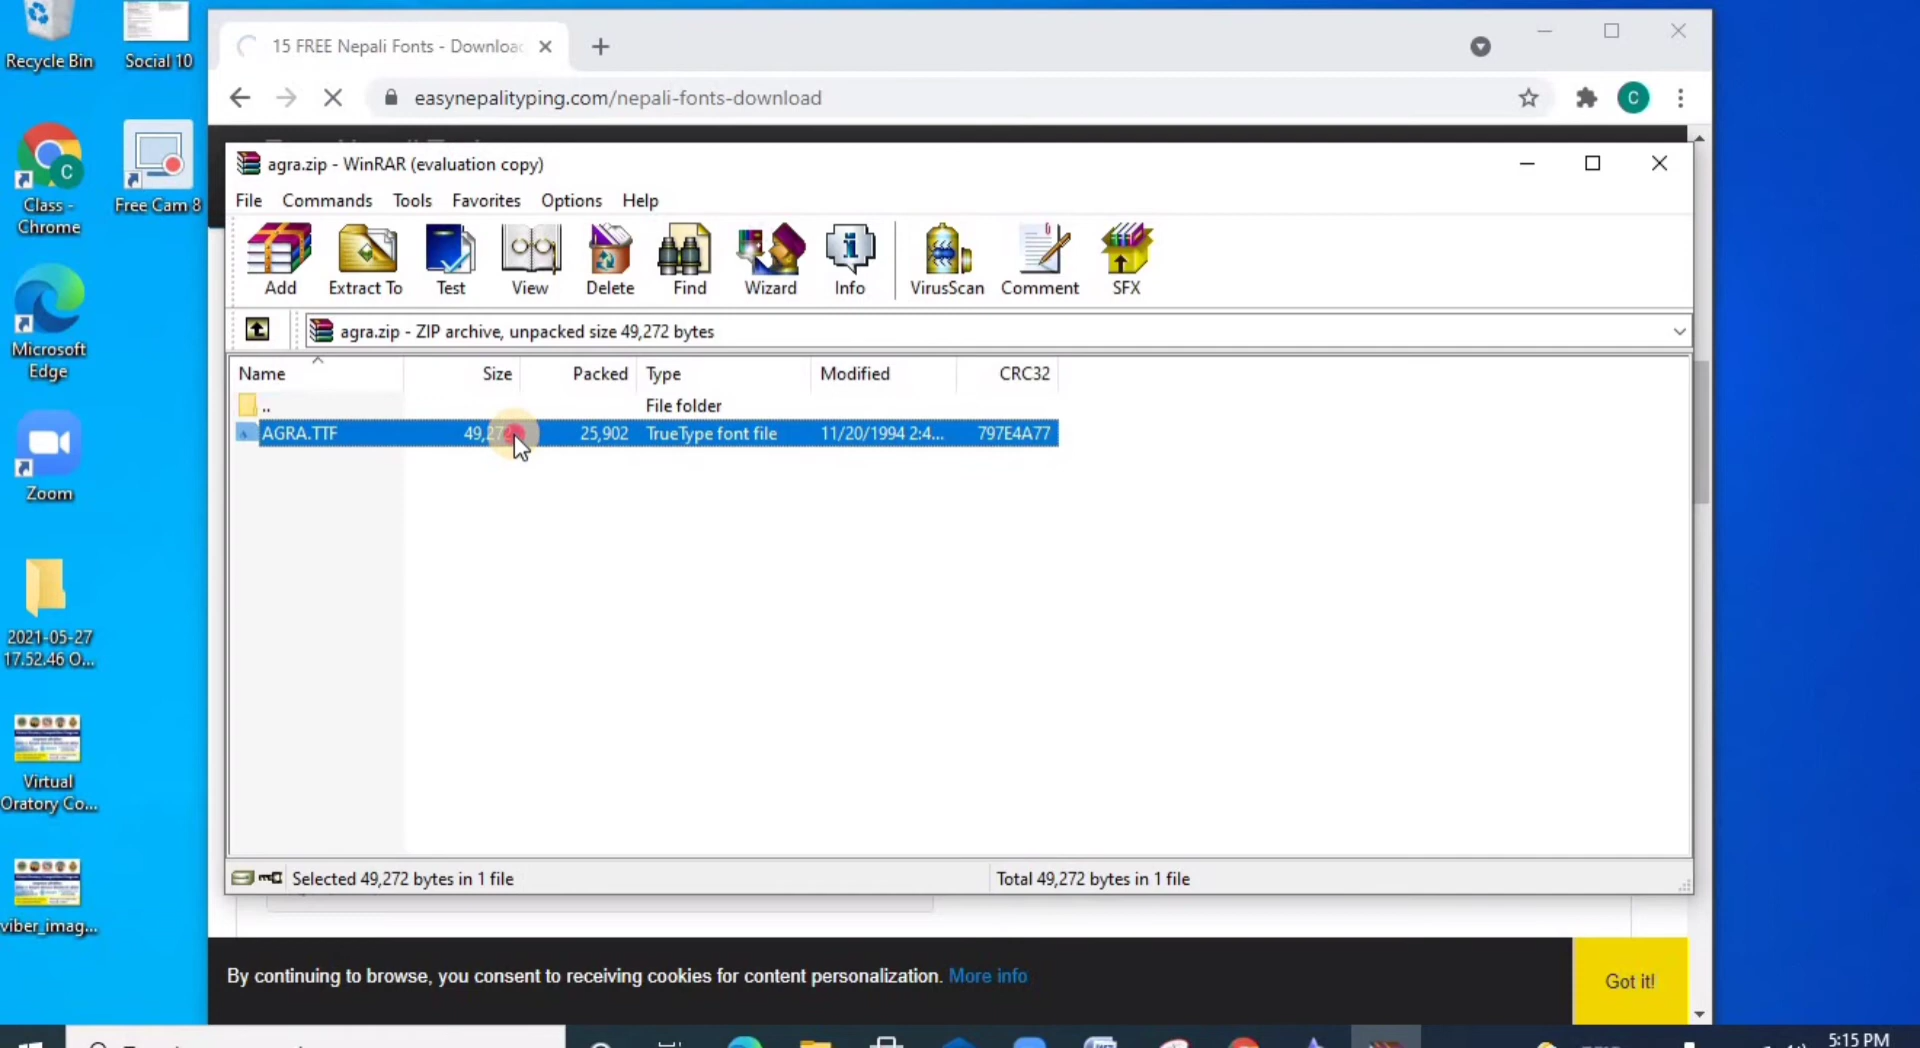 Recycle Bin
Social 10
15 FREE Nepali Fonts - Downloa
easynepalityping.com/nepali-fonts-download
C
agra.zip - WinRAR (evaluation copy)
File Commands Tools Favorites Options Help
Add Extract To Test View Delete Find Wizard Info VirusScan Comment SFX
agra.zip - ZIP archive, unpacked size 49,272 bytes
Name Size Packed Type Modified CRC32
.. File folder
AGRA.TTF 25,902 TrueType font file 11/20/1994 2:4... 797E4A77
Selected 49,272 bytes in 1 file
Total 49,272 bytes in 1 file
C
Class -
Chrome
Free Cam 8
Microsoft
Edge
Zoom
2021-05-27
17.52.46 O...
Virtual
Oratory Co...
viber_imag...
By continuing to browse, you consent to receiving cookies for content personalization. More info
Got it!
5:15 PM